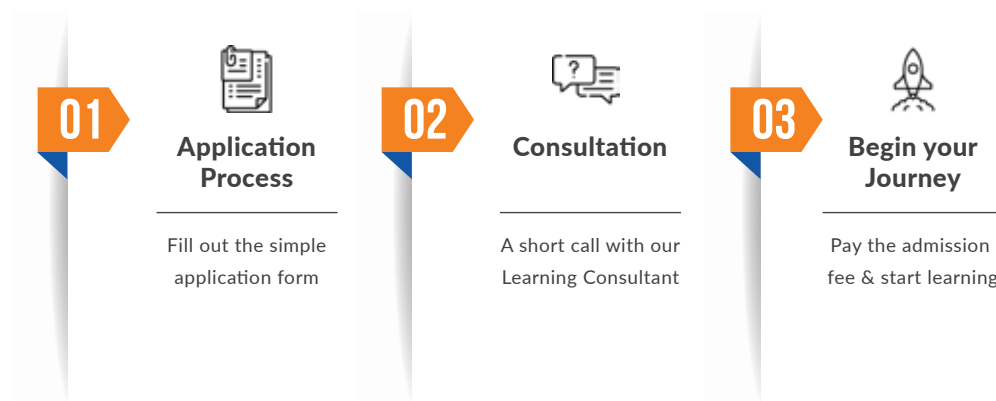 01
Application
Process
Fill out the simple
application form
02
?
Consultation
A short call with our
Learning Consultant
03
Begin your
Journey
Pay the admission
fee & start learning